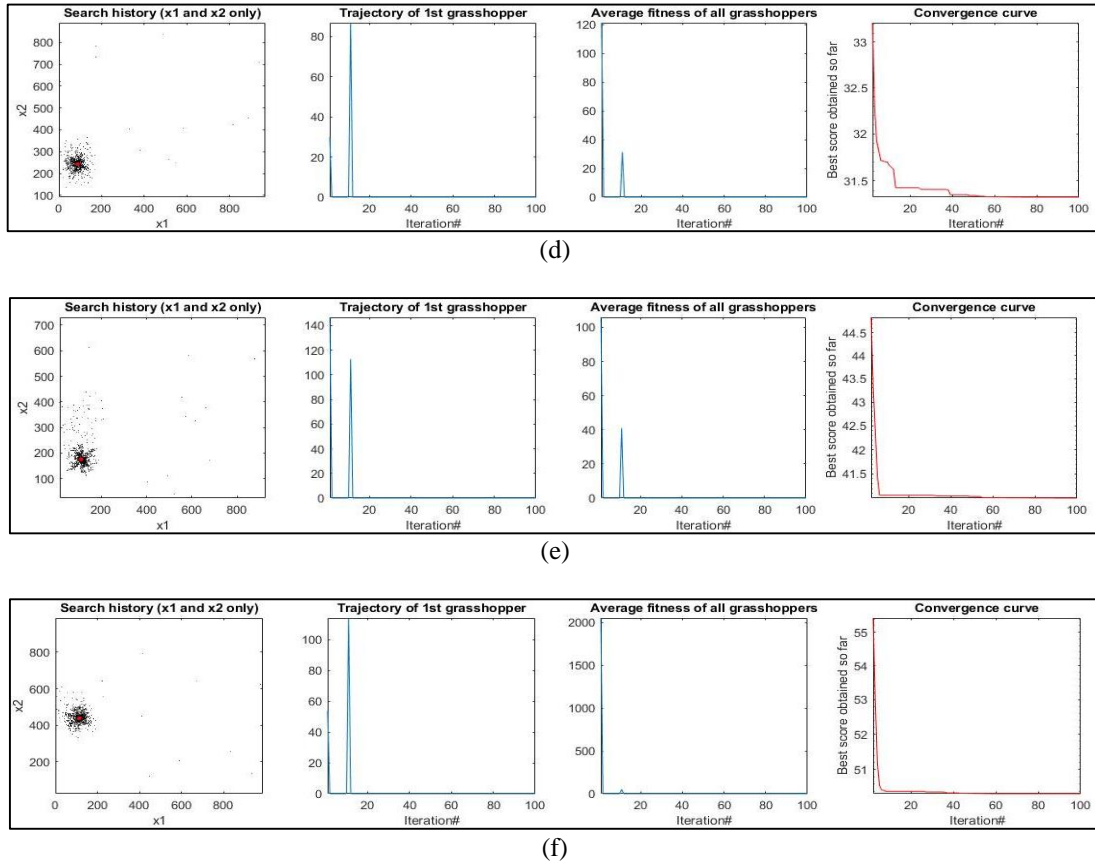 Search history (x1 and x2 only)
800
700
600
500
400
300
200
100
x2
0 200 400 600 800
x1
Trajectory of 1st grasshopper
80
60
40
20
0
20 40 60 80 100
Iteration#
Average fitness of all grasshoppers
120
100
80
60
40
20
0
20 40 60 80 100
Iteration#
Convergence curve
Best score obtained so far
33
32.5
32
31.5
20 40 60 80 100
Iteration#
(d)
Search history (x1 and x2 only)
700
600
500
400
300
200
100
x2
200 400 600 800
x1
Trajectory of 1st grasshopper
140
120
100
80
60
40
20
0
20 40 60 80 100
Iteration#
Average fitness of all grasshoppers
100
80
60
40
20
0
20 40 60 80 100
Iteration#
Convergence curve
Best score obtained so far
44.5
44
43.5
43
42.5
42
41.5
20 40 60 80 100
Iteration#
(e)
Search history (x1 and x2 only)
800
600
400
200
x2
0 200 400 600 800
x1
Trajectory of 1st grasshopper
100
80
60
40
20
0
20 40 60 80 100
Iteration#
Average fitness of all grasshoppers
2000
1500
1000
500
0
20 40 60 80 100
Iteration#
Convergence curve
Best score obtained so far
55
54
53
52
51
20 40 60 80 100
Iteration#
(f)